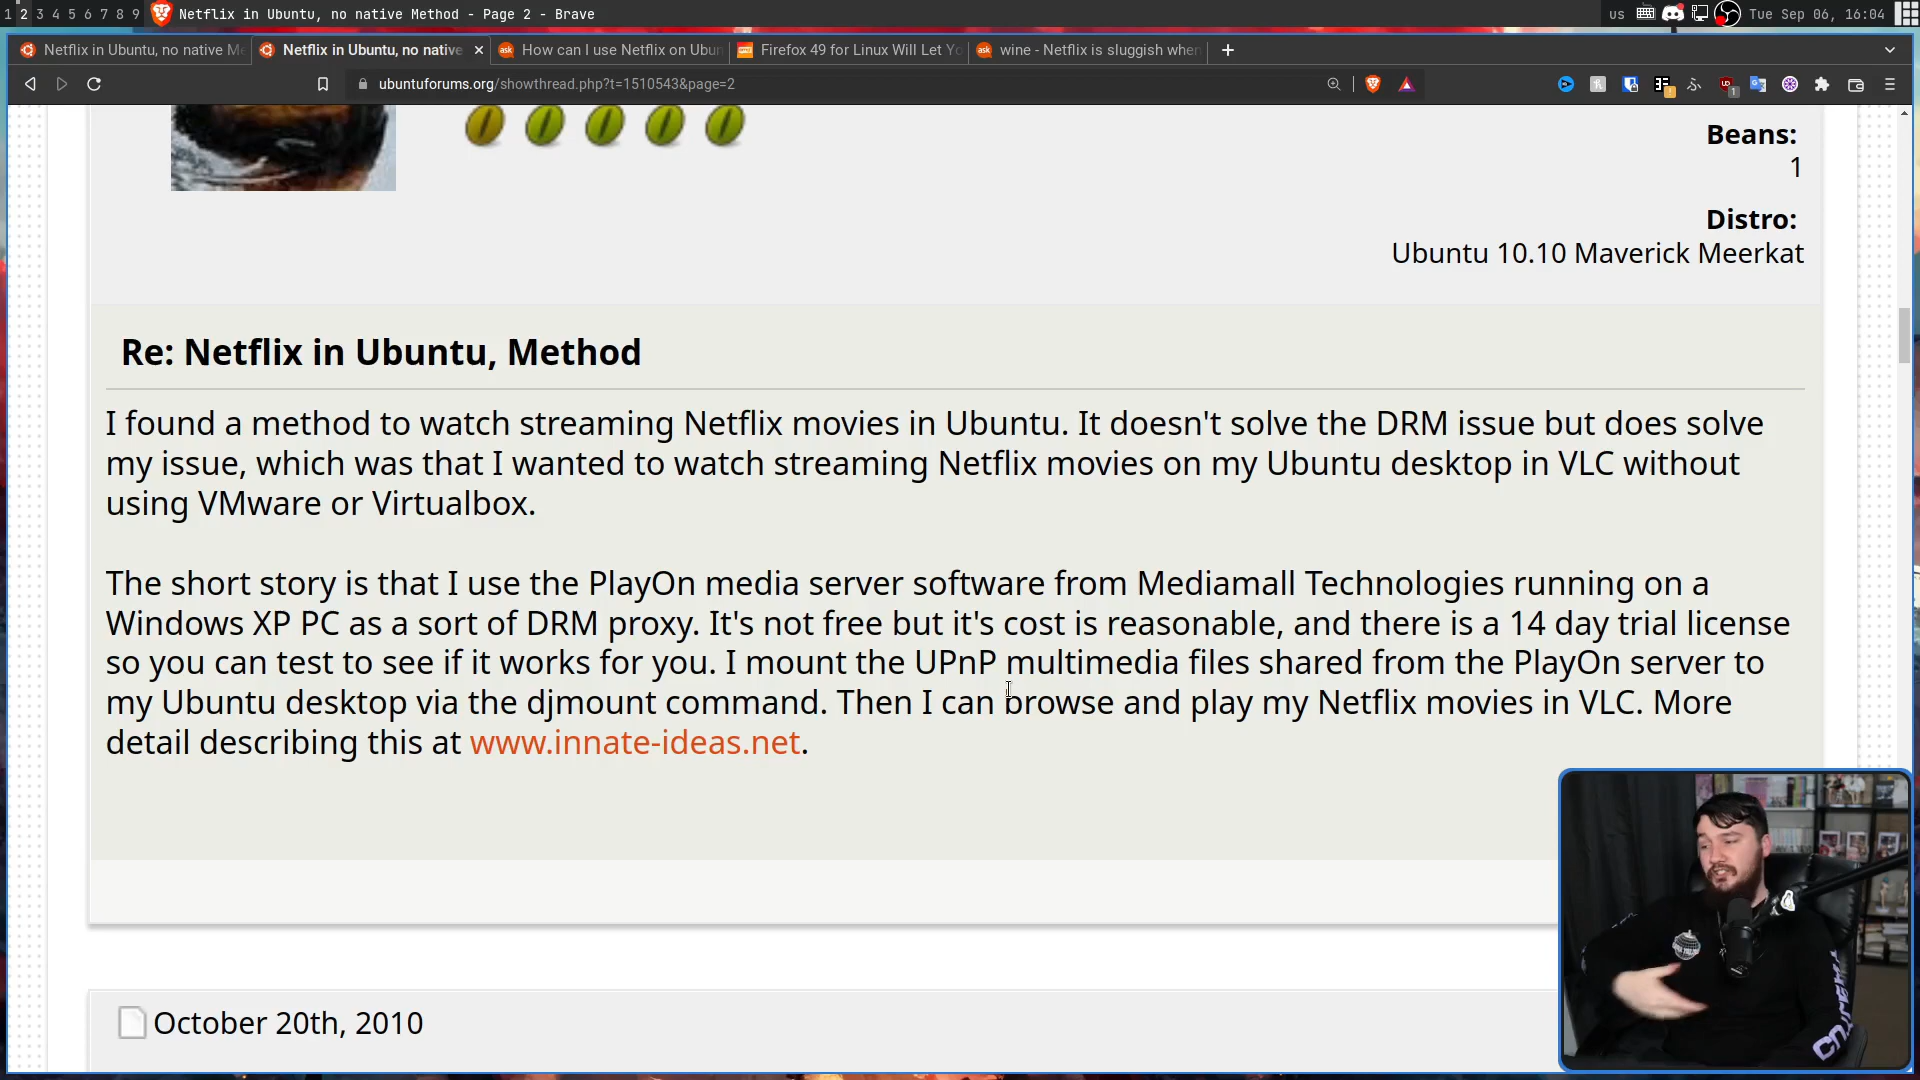 1 2 3 4 5 6 7 8 9 Netflix in Ubuntu, no native Method - Page 2 - Brave
us Tue Sep 06, 16:04
Netflix in Ubuntu, no native Me
Netflix in Ubuntu, no native
How can I use Netflix on Ubun
Firefox 49 for Linux Will Let Yo
wine - Netflix is sluggish when
ubuntuforums.org/showthread.php?t=1510543&page=2
Beans:
1
Distro:
Ubuntu 10.10 Maverick Meerkat
Re: Netflix in Ubuntu, Method
I found a method to watch streaming Netflix movies in Ubuntu. It doesn't solve the DRM issue but does solve
my issue, which was that I wanted to watch streaming Netflix movies on my Ubuntu desktop in VLC without
using VMware or Virtualbox.
The short story is that I use the PlayOn media server software from Mediamall Technologies running on a
Windows XP PC as a sort of DRM proxy. It's not free but it's cost is reasonable, and there is a 14 day trial license
so you can test to see if it works for you. I mount the UPnP multimedia files shared from the PlayOn server to
my Ubuntu desktop via the djmount command. Then I can browse and play my Netflix movies in VLC. More
detail describing this at www.innate-ideas.net.
October 20th, 2010